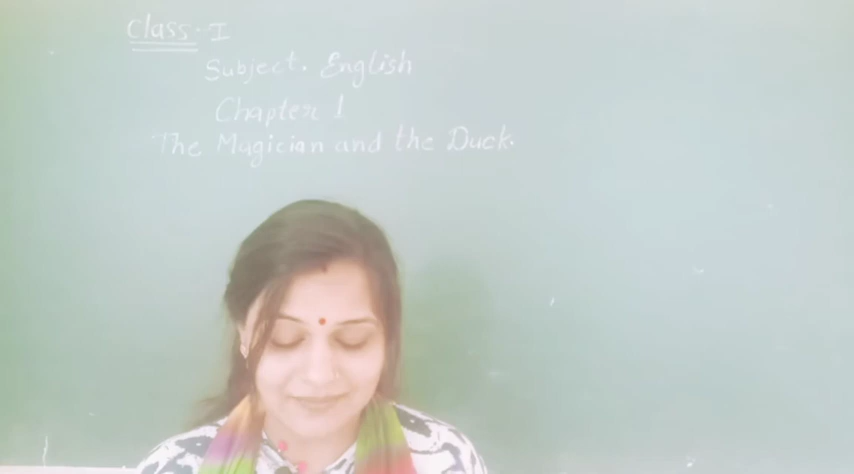 Class - I
Subject. English
Chapter 1
The Magician and the Duck.